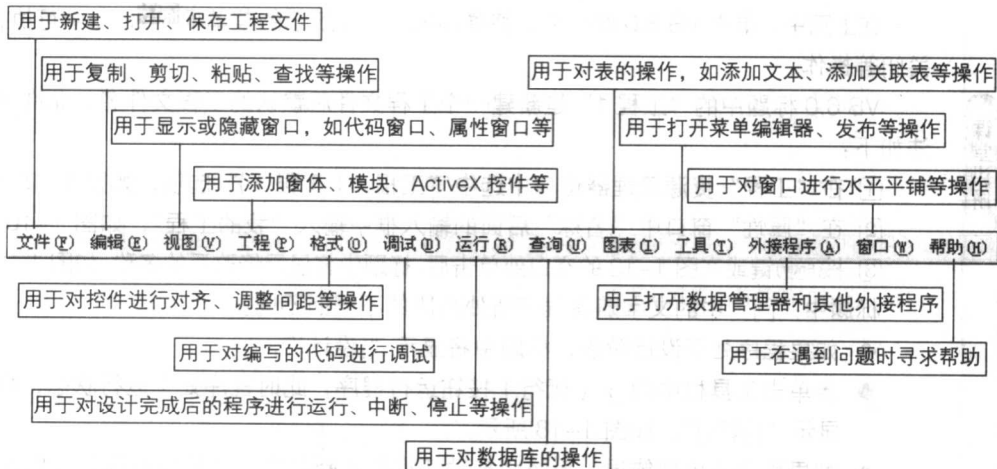 用于新建、打开、保存工程文件
用于复制、剪切、粘贴、查找等操作
用于对表的操作，如添加文本、添加关联表等操作
用于显示或隐藏窗口，如代码窗口、属性窗口等
用于打开菜单编辑器、发布等操作
用于添加窗体、模块、ActiveX 控件等
用于对窗口进行水平平铺等操作
文件(F) 编辑(E) 视图(V) 工程(P) 格式(O) 调试(D) 运行(R) 查询(U) 图表(I) 工具(T) 外接程序(A) 窗口(W) 帮助(H)
用于对控件进行对齐、调整间距等操作
用于打开数据管理器和其他外接程序
用于对编写的代码进行调试
用于在遇到问题时寻求帮助
用于对设计完成后的程序进行运行、中断、停止等操作
用于对数据库的操作